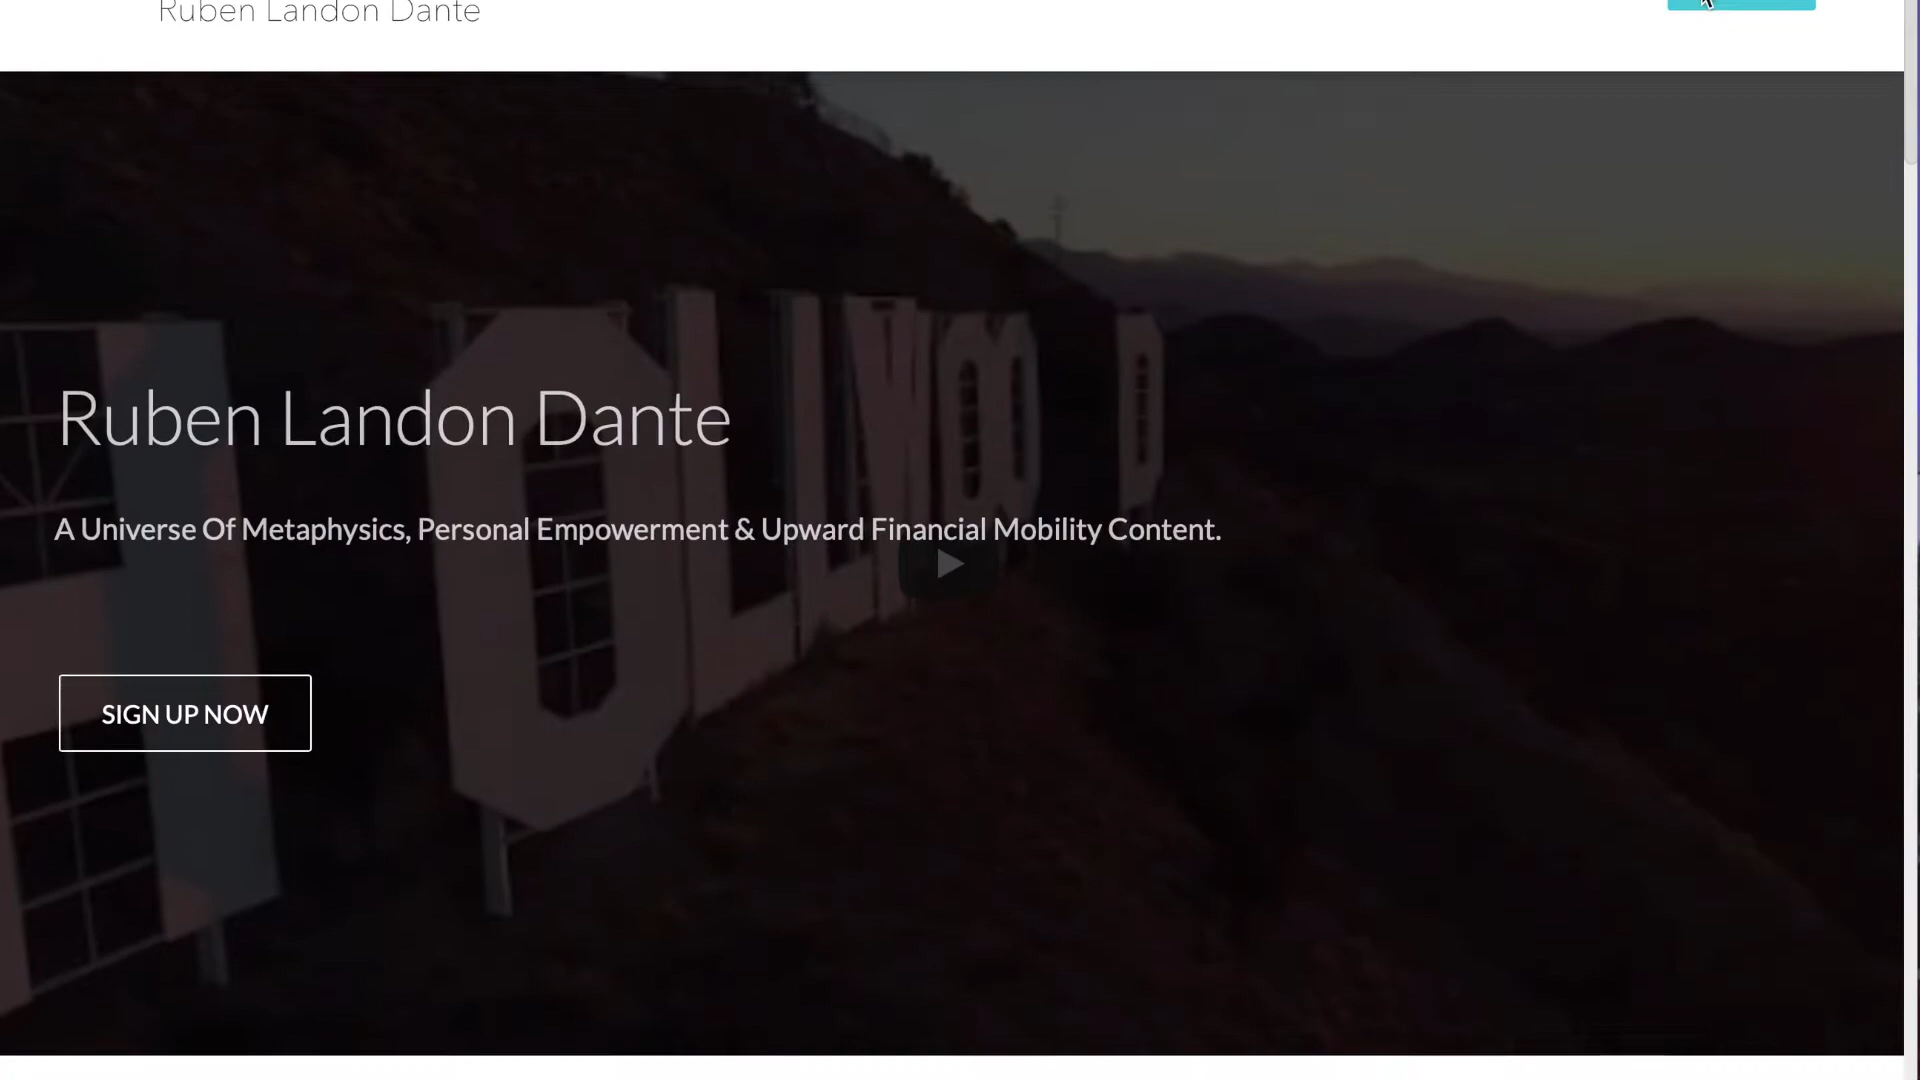 Ruben Landon Dante
Ruben Landon Dante
A Universe Of Metaphysics, Personal Empowerment & Upward Financial Mobility Content.
SIGN UP NOW